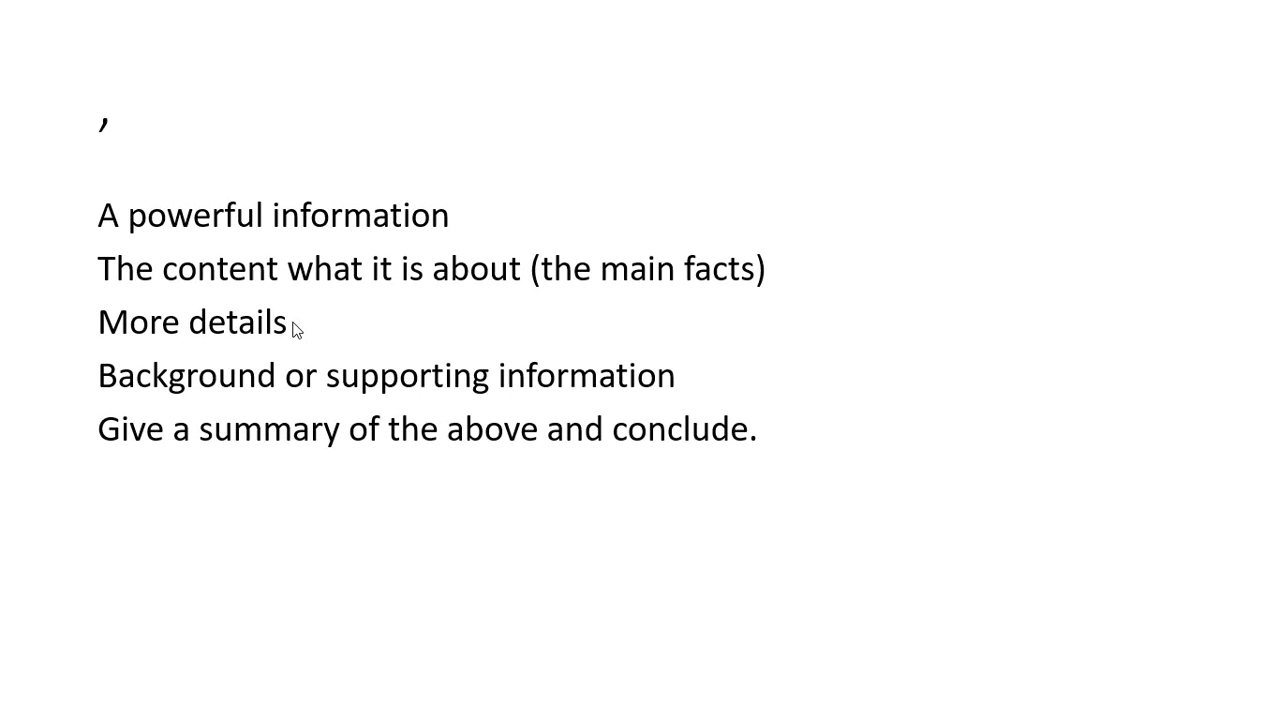 ,
A powerful information
The content what it is about (the main facts)
More details
Background or supporting information
Give a summary of the above and conclude.